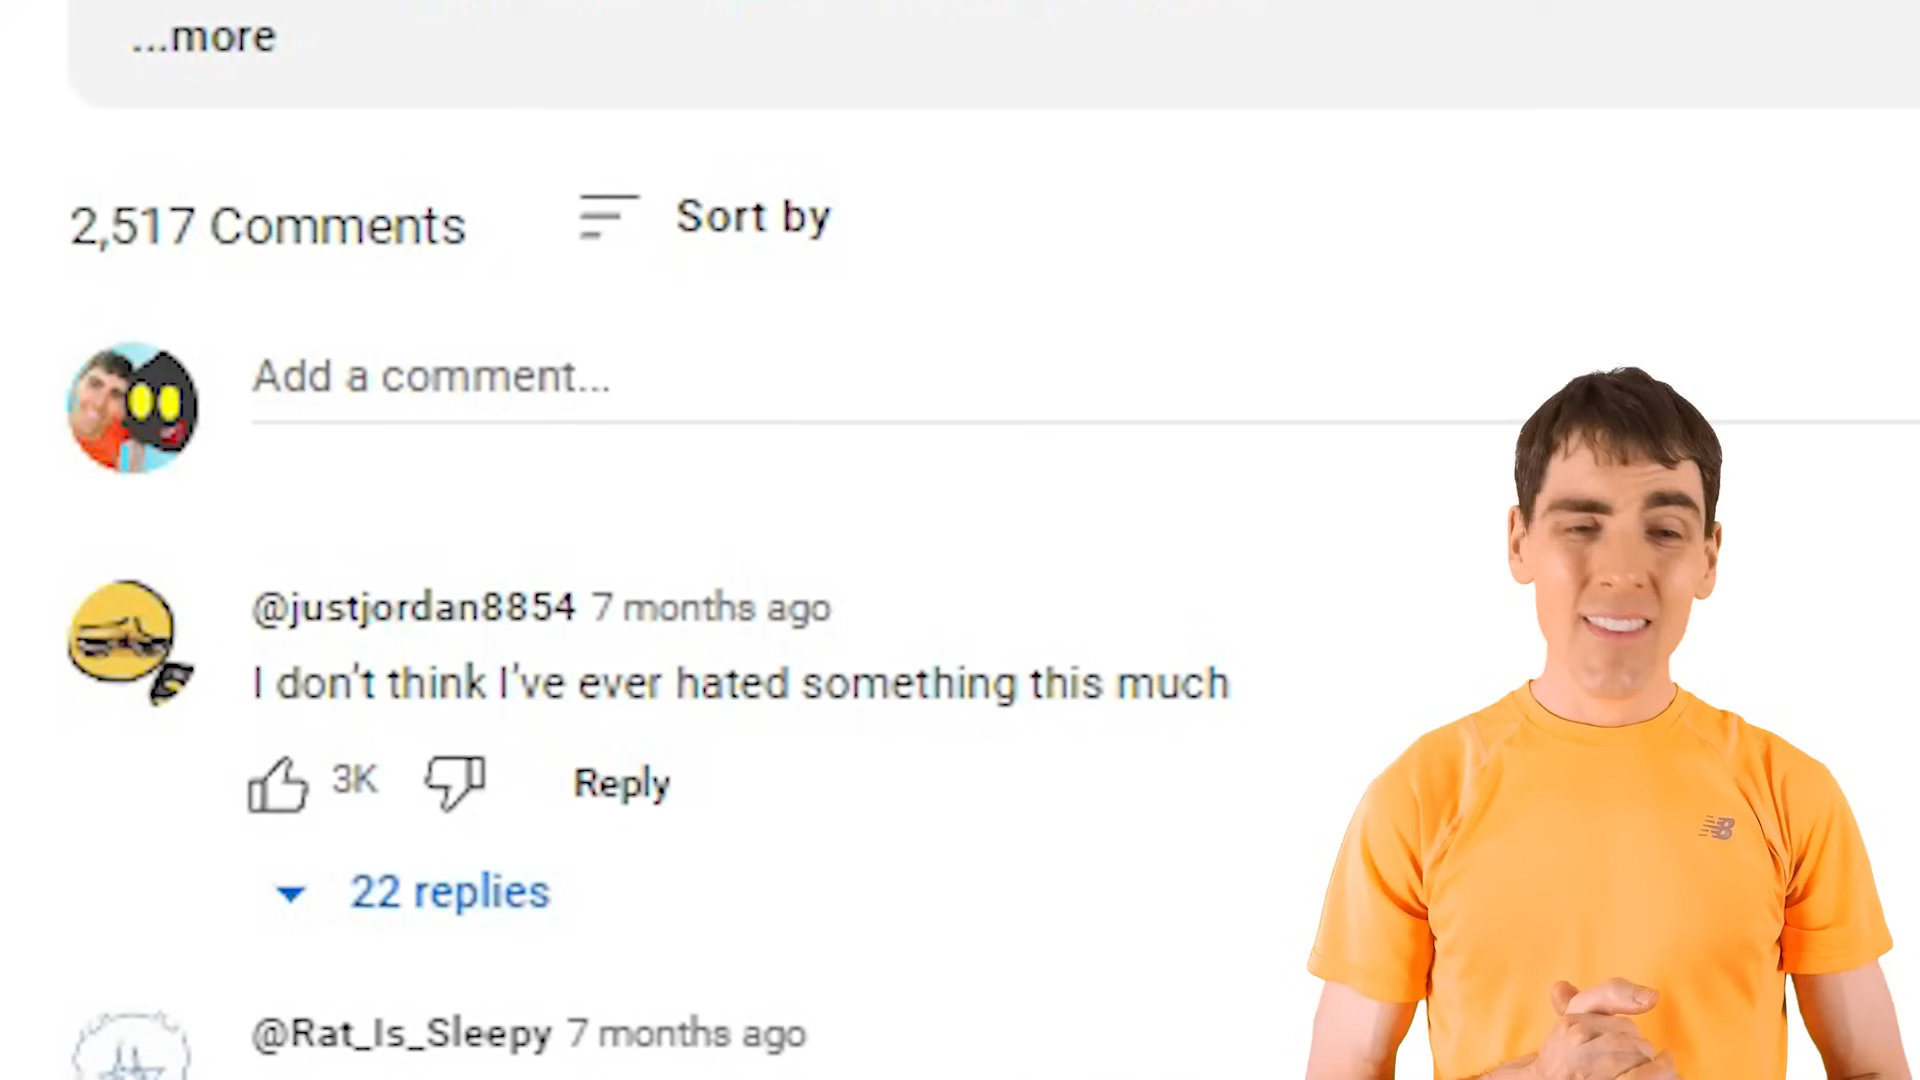 ...more
2,517 Comments
Sort by
Add a comment...
@justjordan8854 7 months ago
I don't think I've ever hated something this much
3K
Reply
22 replies
@Rat_Is_Sleepy 7 months ago